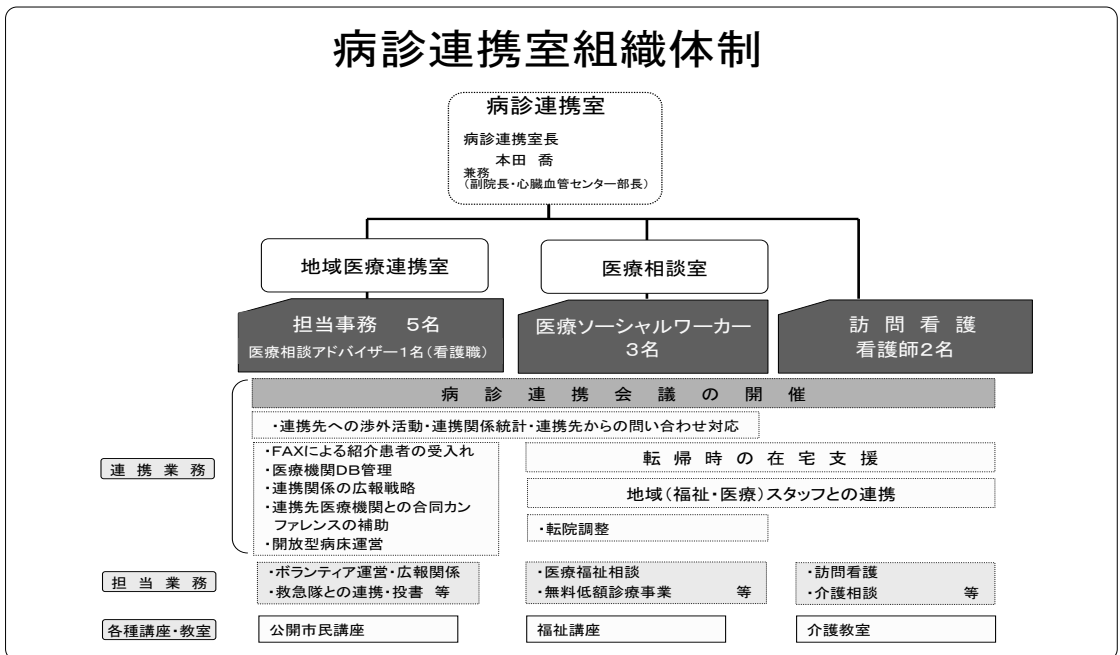 病診連携室組織体制
病診連携室
病診連携室長
本田 喬
兼務
(副院長・心臓血管センター部長)
地域医療連携室
医療相談室
担当事務 5名
医療相談アドバイザー1名(看護職)
医療ソーシャルワーカー
3名
訪 問 看 護
看護師2名
病 診 連 携 会 議 の 開 催
・連携先への渉外活動・連携関係統計・連携先からの問い合わせ対応
連 携 業 務
・FAXによる紹介患者の受入れ
・医療機関DB管理
・連携関係の広報戦略
・連携先医療機関との合同カン
ファレンスの補助
・開放型病床運営
転 帰 時 の 在 宅 支 援
地域(福祉・医療)スタッフとの連携
・転院調整
担 当 業 務
・ボランティア運営・広報関係
・救急隊との連携・投書 等
・医療福祉相談
・無料低額診療事業 等
・訪問看護
・介護相談 等
各種講座・教室
公開市民講座
福祉講座
介護教室